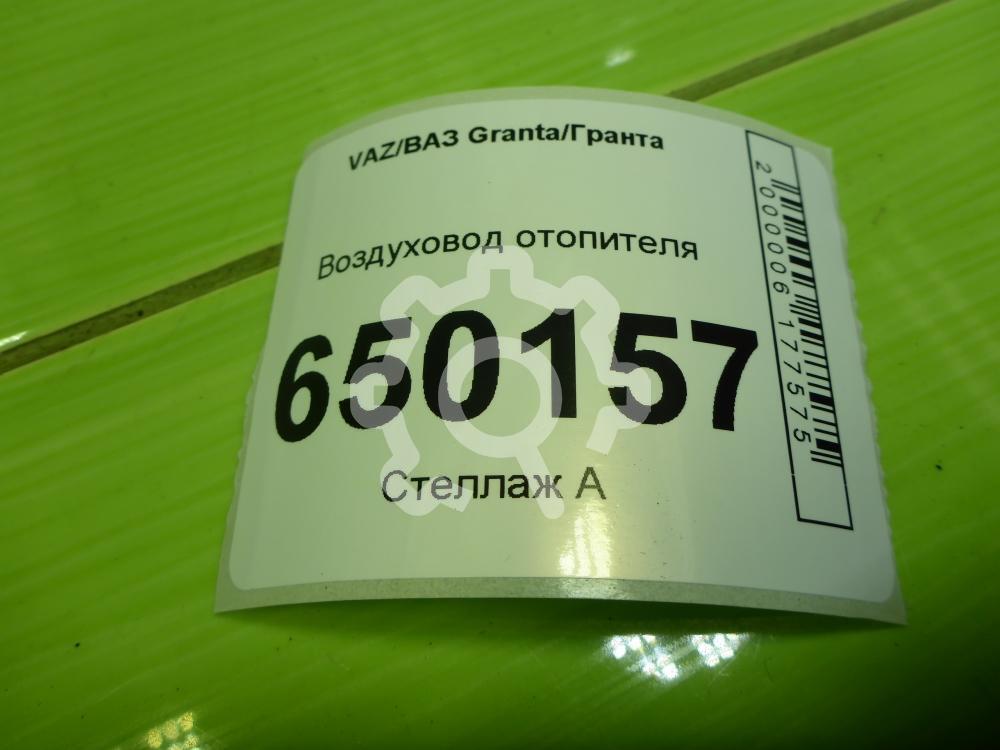 VAZ/ВАЗ Granta/Гранта
Воздуховод отопителя
650157
Стеллаж А
2000006177575